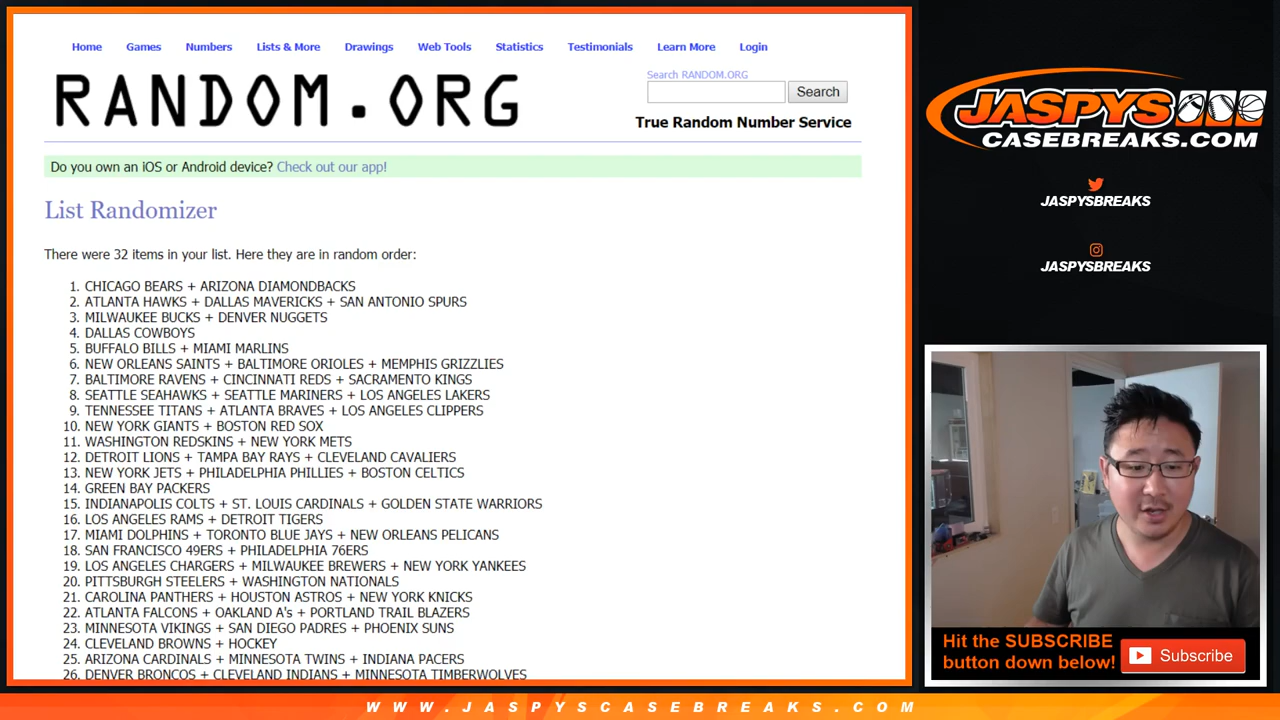 Home Games Numbers Lists & More Drawings Web Tools Statistics Testimonials Learn More Login
RANDOM.ORG
Search RANDOM.ORG
Search
True Random Number Service
Do you own an iOS or Android device? Check out our app!
List Randomizer
There were 32 items in your list. Here they are in random order:
1. CHICAGO BEARS + ARIZONA DIAMONDBACKS
2. ATLANTA HAWKS + DALLAS MAVERICKS + SAN ANTONIO SPURS
3. MILWAUKEE BUCKS + DENVER NUGGETS
4. DALLAS COWBOYS
5. BUFFALO BILLS + MIAMI MARLINS
6. NEW ORLEANS SAINTS + BALTIMORE ORIOLES + MEMPHIS GRIZZLIES
7. BALTIMORE RAVENS + CINCINNATI REDS + SACRAMENTO KINGS
8. SEATTLE SEAHAWKS + SEATTLE MARINERS + LOS ANGELES LAKERS
9. TENNESSEE TITANS + ATLANTA BRAVES + LOS ANGELES CLIPPERS
10. NEW YORK GIANTS + BOSTON RED SOX
11. WASHINGTON REDSKINS + NEW YORK METS
12. DETROIT LIONS + TAMPA BAY RAYS + CLEVELAND CAVALIERS
13. NEW YORK JETS + PHILADELPHIA PHILLIES + BOSTON CELTICS
14. GREEN BAY PACKERS
15. INDIANAPOLIS COLTS + ST. LOUIS CARDINALS + GOLDEN STATE WARRIORS
16. LOS ANGELES RAMS + DETROIT TIGERS
17. MIAMI DOLPHINS + TORONTO BLUE JAYS + NEW ORLEANS PELICANS
18. SAN FRANCISCO 49ERS + PHILADELPHIA 76ERS
19. LOS ANGELES CHARGERS + MILWAUKEE BREWERS + NEW YORK YANKEES
20. PITTSBURGH STEELERS + WASHINGTON NATIONALS
21. CAROLINA PANTHERS + HOUSTON ASTROS + NEW YORK KNICKS
22. ATLANTA FALCONS + OAKLAND A's + PORTLAND TRAIL BLAZERS
23. MINNESOTA VIKINGS + SAN DIEGO PADRES + PHOENIX SUNS
24. CLEVELAND BROWNS + HOCKEY
25. ARIZONA CARDINALS + MINNESOTA TWINS + INDIANA PACERS
26. DENVER BRONCOS + CLEVELAND INDIANS + MINNESOTA TIMBERWOLVES
JASPYS
CASEBREAKS.COM
JASPYSBREAKS
JASPYSBREAKS
Hit the SUBSCRIBE
button down below!
Subscribe
WWW.JASPYSCASEBREAKS.COM